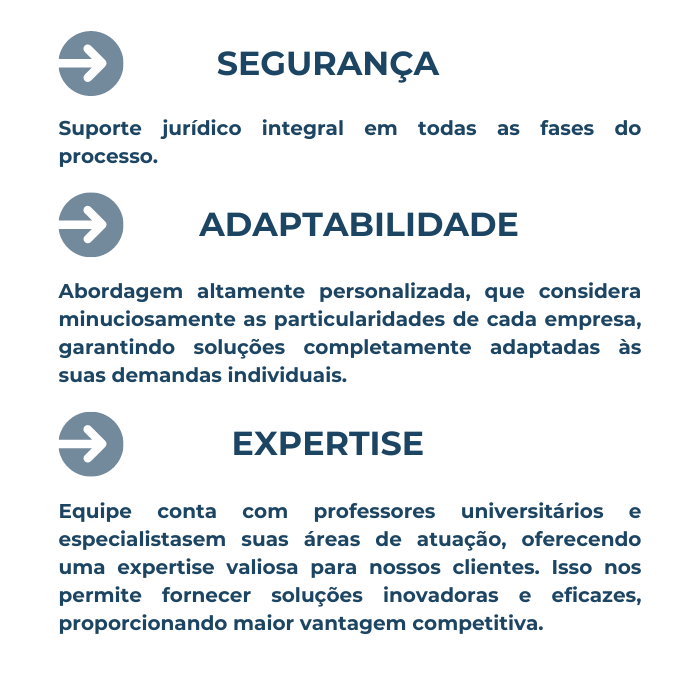 SEGURANÇA
Suporte jurídico integral em todas as fases do
processo.
ADAPTABILIDADE
Abordagem altamente personalizada, que considera
minuciosamente as particularidades de cada empresa,
garantindo soluções completamente adaptadas às
suas demandas individuais.
EXPERTISE
Equipe conta com professores universitários e
especialistasem suas áreas de atuação, oferecendo
uma expertise valiosa para nossos clientes. Isso nos
permite fornecer soluções inovadoras e eficazes,
proporcionando maior vantagem competitiva.